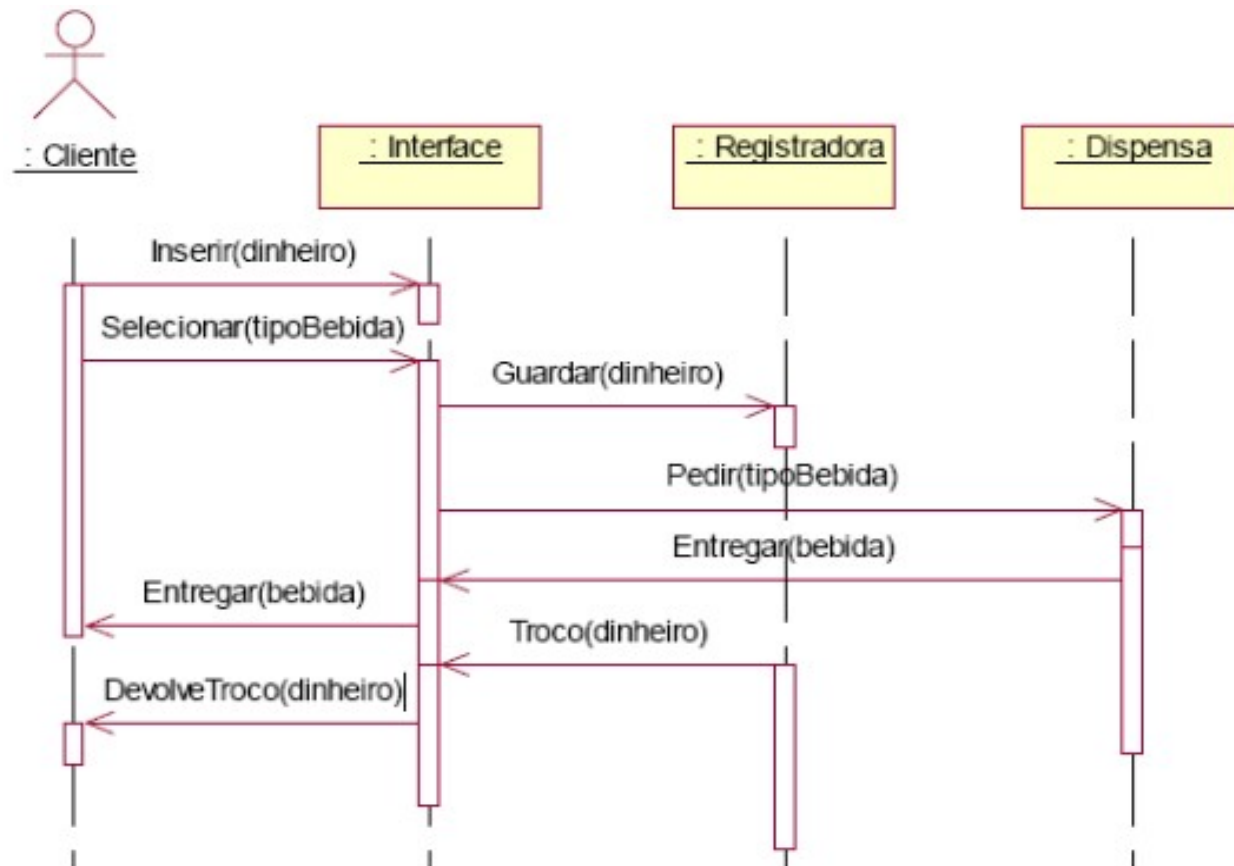 : Cliente
: Interface
: Registradora
: Dispensa
Inserir(dinheiro)
Selecionar(tipoBebida)
Guardar(dinheiro)
Pedir(tipoBebida)
Entregar(bebida)
Entregar(bebida)
Troco(dinheiro)
DevolveTroco(dinheiro)